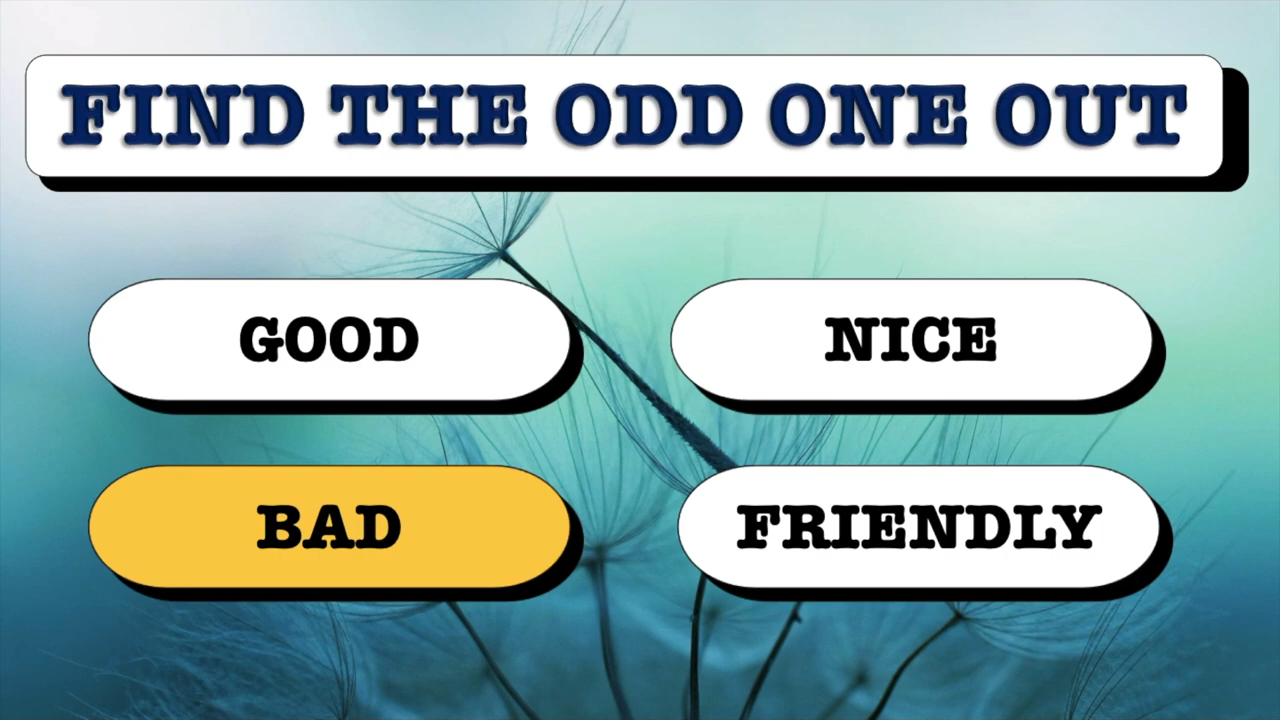 FIND THE ODD ONE OUT
GOOD
NICE
BAD
FRIENDLY